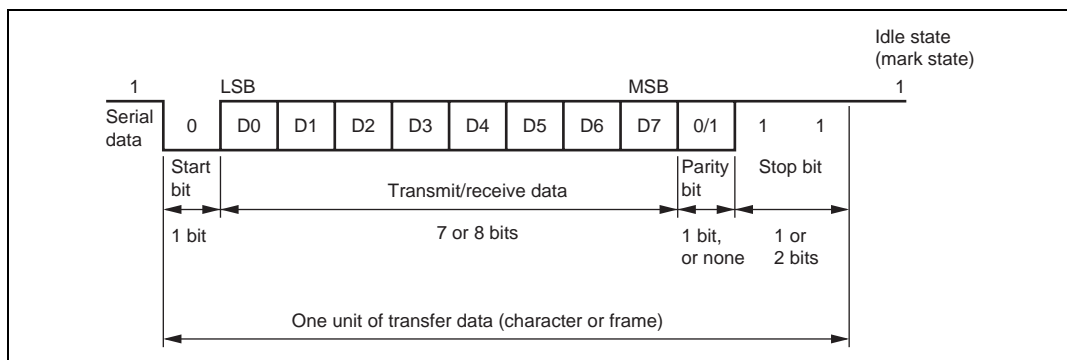 Idle state
(mark state)
1 LSB MSB 1
Serial
data
0 D0 D1 D2 D3 D4 D5 D6 D7 0/1 1 1
Start
bit
Transmit/receive data
Parity
bit
Stop bit
1 bit
7 or 8 bits
1 bit,
or none
1 or
2 bits
One unit of transfer data (character or frame)